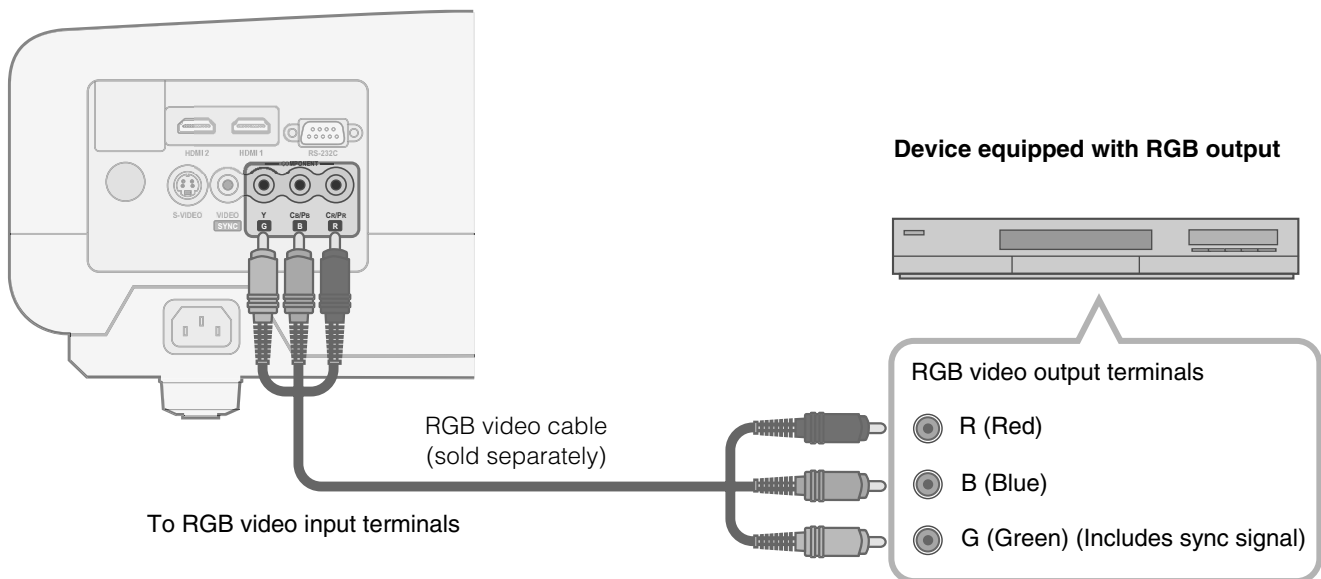 HDMI 2
HDMI 1
RS-232C
COMPONENT
S-VIDEO
VIDEO
SYNC
Y
G
CB/PB
B
CR/PR
R
Device equipped with RGB output
RGB video output terminals
R (Red)
B (Blue)
G (Green) (Includes sync signal)
RGB video cable
(sold separately)
To RGB video input terminals